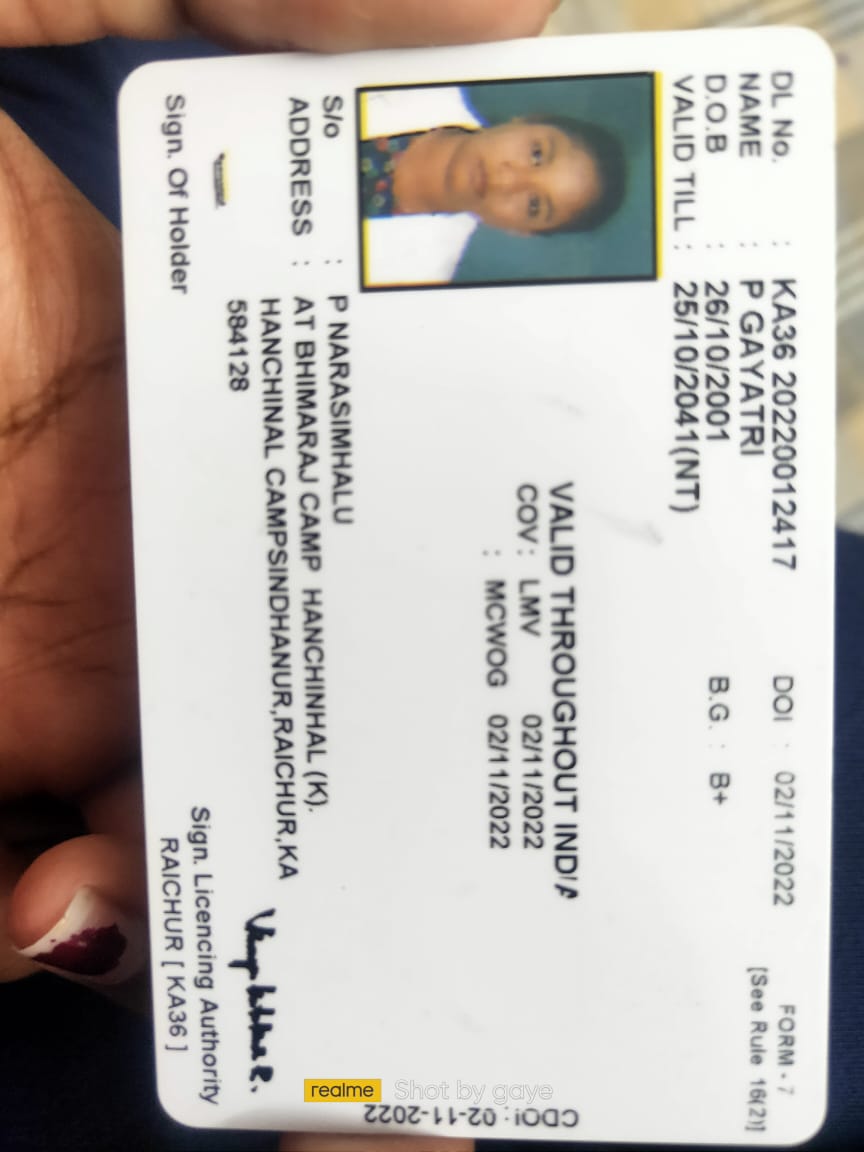 DL No. : KA36 20220012417 DOI : 02/11/2022 FORM - 7
NAME : P GAYATRI [See Rule 16(2)]
D.O.B : 26/10/2001 B.G. : B+
VALID TILL : 25/10/2041(NT)
VALID THROUGHOUT INDIA
COV : LMV 02/11/2022
: MCWOG 02/11/2022
CDOI : 02-11-2022
realme Shot by gaye
S/o : P NARASIMHALU
ADDRESS : AT BHIMARAJ CAMP HANCHINHAL (K).
HANCHINAL CAMPSINDHANUR,RAICHUR,KA
584128
Sign. Of Holder
Sign. Licencing Authority
RAICHUR [ KA36 ]